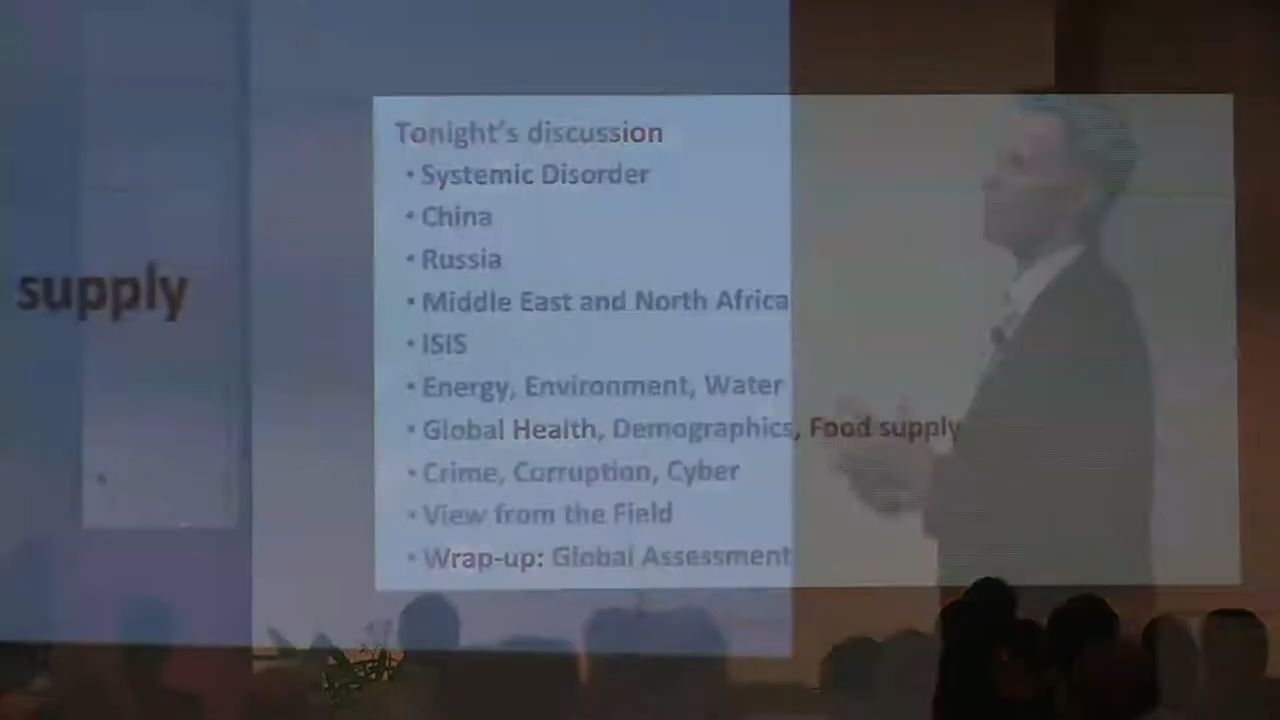 Tonight's discussion
• Systemic Disorder
• China
• Russia
• Middle East and North Africa
• ISIS
• Energy, Environment, Water
• Global Health, Demographics, Food supply
• Crime, Corruption, Cyber
• View from the Field
• Wrap-up: Global Assessment
supply